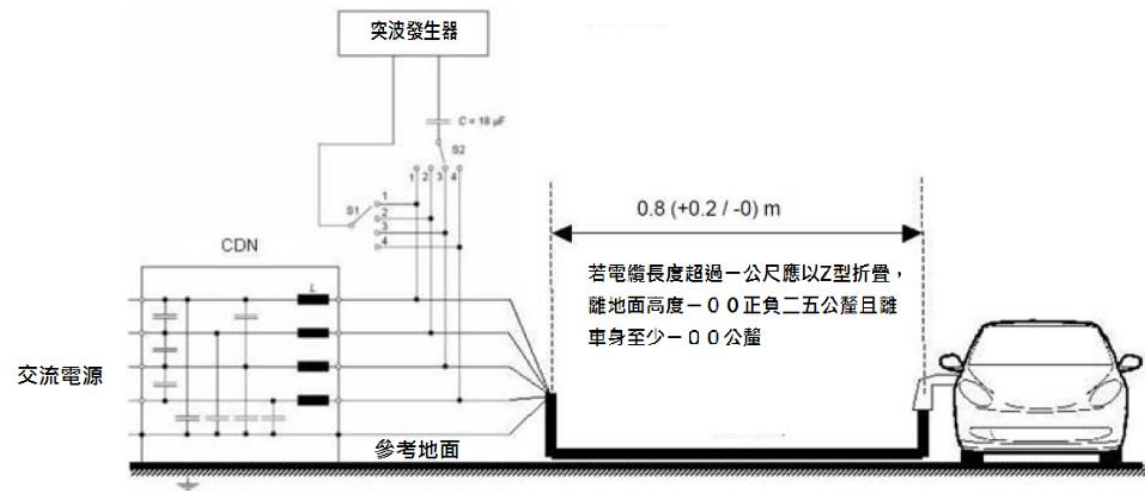 突波發生器
C = 18 μF
S2
1 2 3 4
S1
1
2
3
4
0.8 (+0.2 / -0) m
CDN
L
若電纜長度超過一公尺應以Z型折疊，
離地面高度一００正負二五公釐且離
車身至少一００公釐
交流電源
參考地面